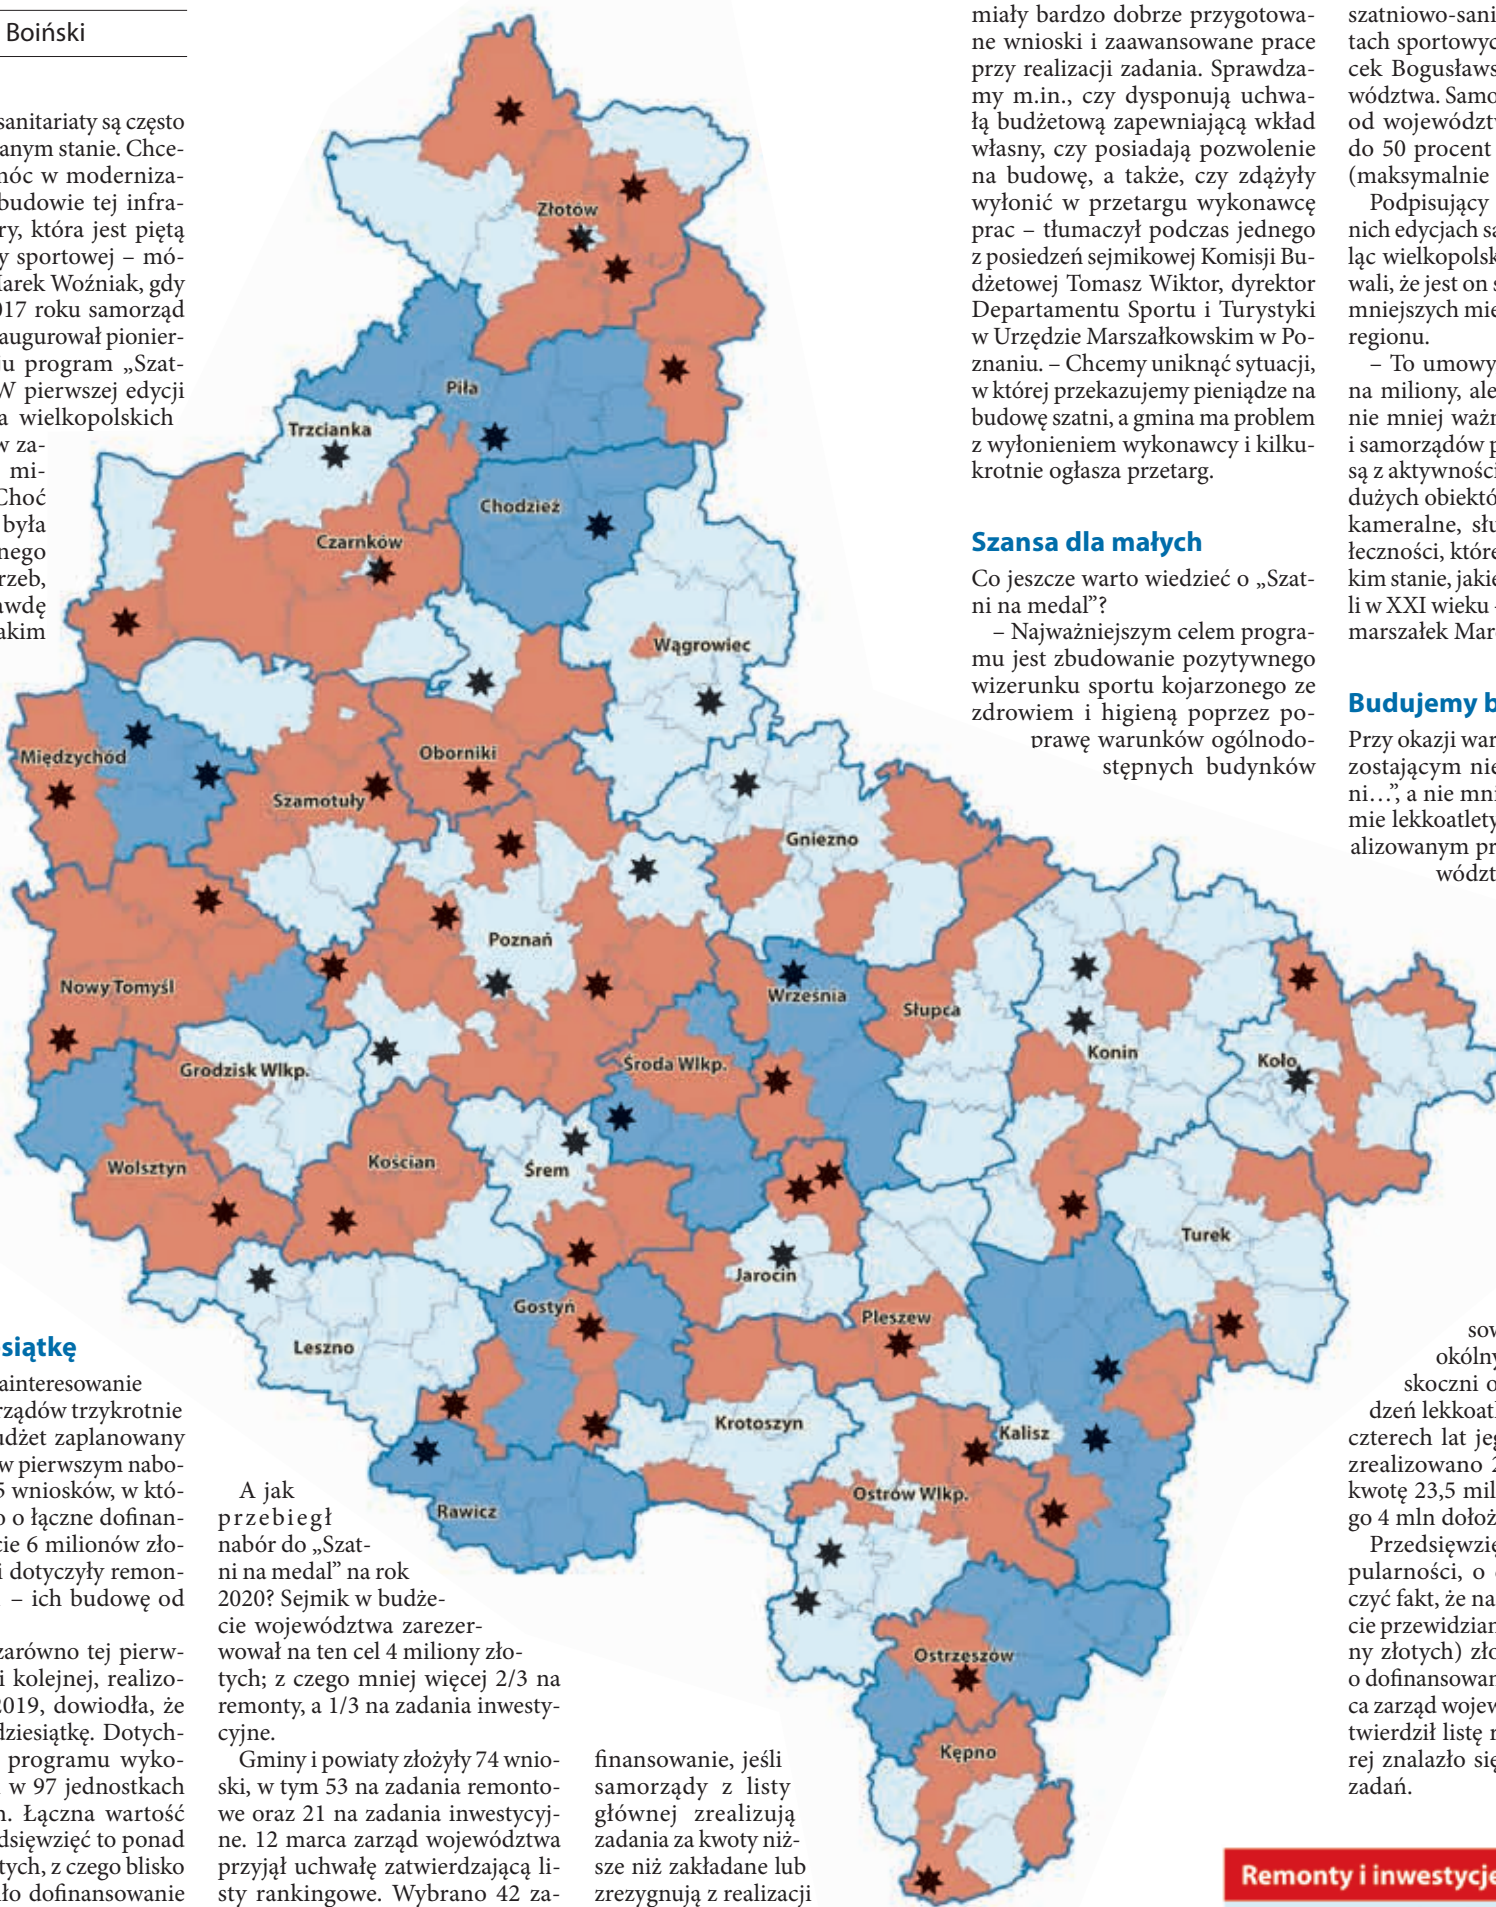 Boiński
sanitariaty są często
anym stanie. Chce-
móc w moderniza-
budowie tej infra-
ry, która jest piętą
y sportowej – mó-
Marek Woźniak, gdy
017 roku samorząd
augurował pionier-
ju program „Szat-
W pierwszej edycji
a wielkopolskich
w za-
mi-
Choć
była
nego
rzeb,
awdę
akim
siątkę
ainteresowanie
rządów trzykrotnie
udżet zaplanowany
w pierwszym nabo-
5 wniosków, w któ-
o o łączne dofinan-
cie 6 milionów zło-
i dotyczyły remon-
– ich budowę od
zarówno tej pierw-
i kolejnej, realizo-
2019, dowiodła, że
dziesiątkę. Dotych-
programu wyko-
w 97 jednostkach
h. Łączna wartość
dsięwzięć to ponad
tych, z czego blisko
ło dofinansowanie
A jak
przebiegł
nabór do „Szat-
ni na medal” na rok
2020? Sejmik w budże-
cie województwa zarezer-
wował na ten cel 4 miliony zło-
tych; z czego mniej więcej 2/3 na
remonty, a 1/3 na zadania inwesty-
cyjne.
Gminy i powiaty złożyły 74 wnio-
ski, w tym 53 na zadania remonto-
we oraz 21 na zadania inwestycyj-
ne. 12 marca zarząd województwa
przyjął uchwałę zatwierdzającą li-
sty rankingowe. Wybrano 42 za-
finansowanie, jeśli
samorządy z listy
głównej zrealizują
zadania za kwoty niż-
sze niż zakładane lub
zrezygnują z realizacji
miały bardzo dobrze przygotowa-
ne wnioski i zaawansowane prace
przy realizacji zadania. Sprawdza-
my m.in., czy dysponują uchwa-
łą budżetową zapewniającą wkład
własny, czy posiadają pozwolenie
na budowę, a także, czy zdążyły
wyłonić w przetargu wykonawcę
prac – tłumaczył podczas jednego
z posiedzeń sejmikowej Komisji Bu-
dżetowej Tomasz Wiktor, dyrektor
Departamentu Sportu i Turystyki
w Urzędzie Marszałkowskim w Po-
znaniu. – Chcemy uniknąć sytuacji,
w której przekazujemy pieniądze na
budowę szatni, a gmina ma problem
z wyłonieniem wykonawcy i kilku-
krotnie ogłasza przetarg.
Szansa dla małych
Co jeszcze warto wiedzieć o „Szat-
ni na medal”?
– Najważniejszym celem progra-
mu jest zbudowanie pozytywnego
wizerunku sportu kojarzonego ze
zdrowiem i higieną poprzez po-
prawę warunków ogólnodo-
stępnych budynków
szatniowo-sani
tach sportowyc
cek Bogusławs
wództwa. Samo
od województw
do 50 procent
(maksymalnie
Podpisujący
nich edycjach sa
ląc wielkopolsk
wali, że jest on s
mniejszych mie
regionu.
– To umowy
na miliony, ale
nie mniej ważn
i samorządów p
są z aktywności
dużych obiektó
kameralne, słu
łeczności, które
kim stanie, jakie
li w XXI wieku –
marszałek Mar
Budujemy b
Przy okazji war
zostającym nie
ni…”, a nie mni
mie lekkoatlety
alizowanym pr
wództ
sow
okólny
skoczni o
dzeń lekkoatl
czterech lat jeg
zrealizowano 2
kwotę 23,5 mil
go 4 mln dołoż
Przedsięwzię
pularności, o
czyć fakt, że na
cie przewidzian
ny złotych) zło
o dofinansowan
ca zarząd wojew
twierdził listę r
rej znalazło się
zadań.
Złotów
Piła
Trzcianka
Chodzież
Czarnków
Wągrowiec
Międzychód
Oborniki
Szamotuły
Gniezno
Poznań
Nowy Tomyśl
Września
Słupca
Konin
Koło
Grodzisk Wlkp.
Środa Wlkp.
Wolsztyn
Kościan
Śrem
Turek
Jarocin
Gostyń
Pleszew
Leszno
Krotoszyn
Kalisz
Ostrów Wlkp.
Rawicz
Ostrzeszów
Kępno
Remonty i inwestycje